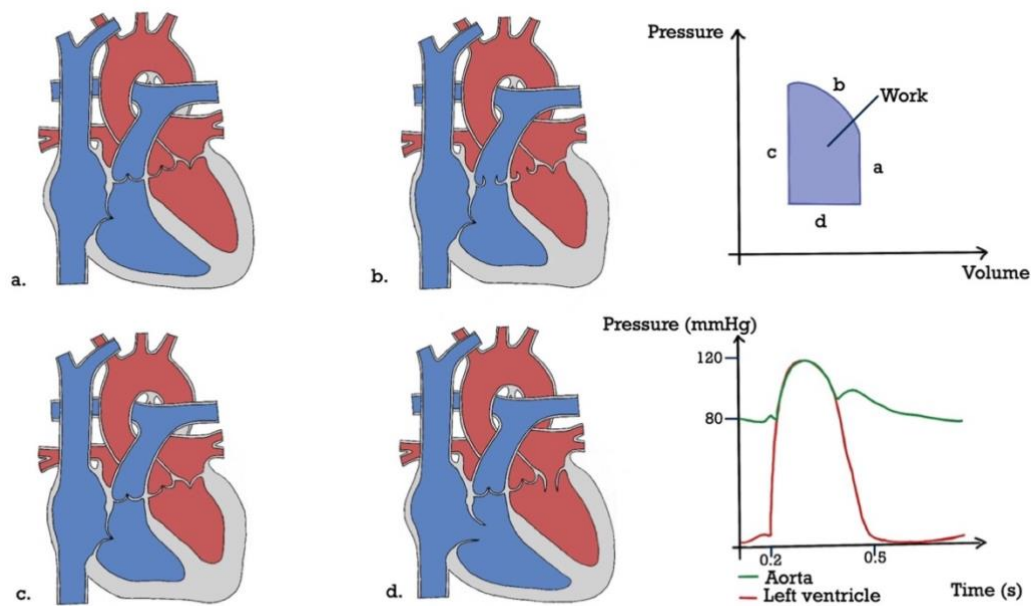 a.
b.
Pressure
b
Work
c
a
d
Volume
c.
d.
Pressure (mmHg)
120
80
0.2
0.5
Aorta
Left ventricle
Time (s)